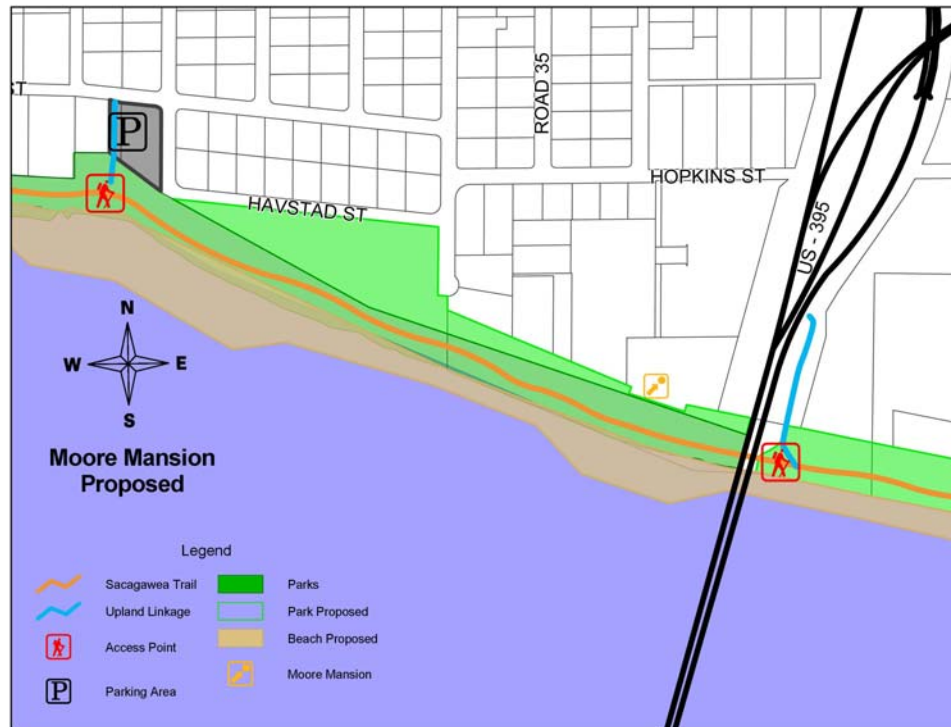 ST
P
ROAD 35
HOPKINS ST
HAVSTAD ST
US - 395
N
W E
S
Moore Mansion
Proposed
Legend
Sacagawea Trail
Upland Linkage
Access Point
P Parking Area
Parks
Park Proposed
Beach Proposed
Moore Mansion